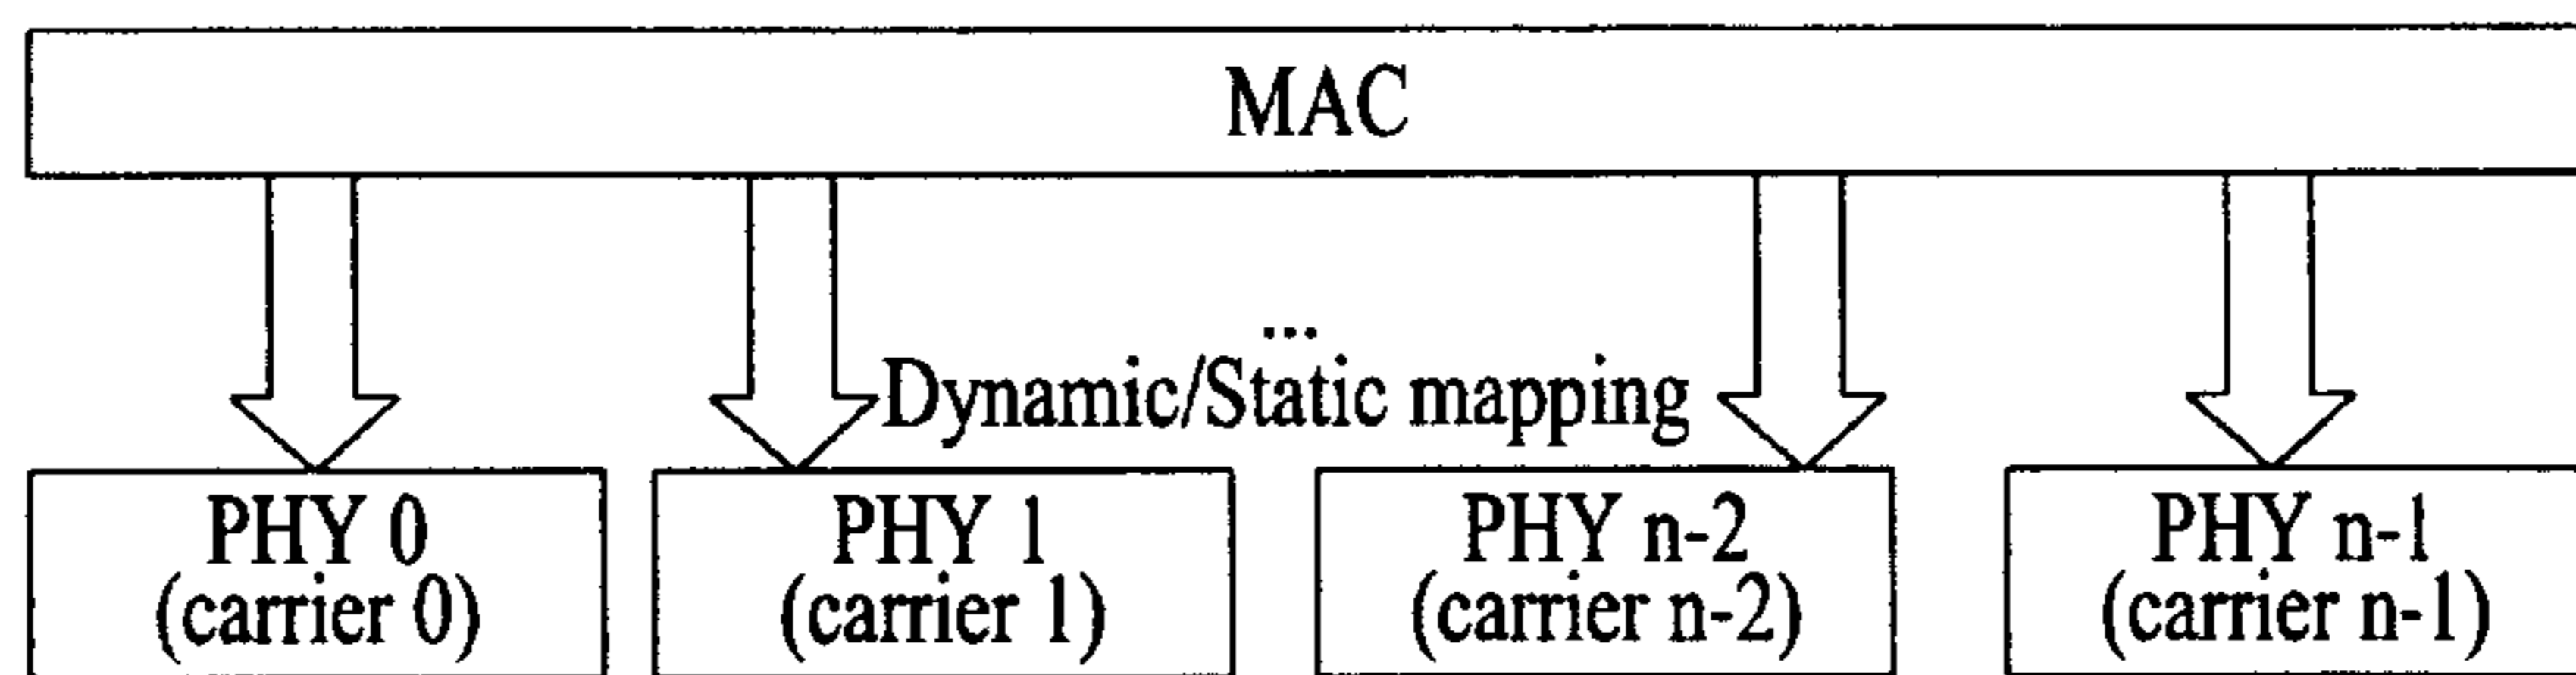 MAC
...
Dynamic/Static mapping
PHY 0
(carrier 0)
PHY 1
(carrier 1)
PHY n-2
(carrier n-2)
PHY n-1
(carrier n-1)